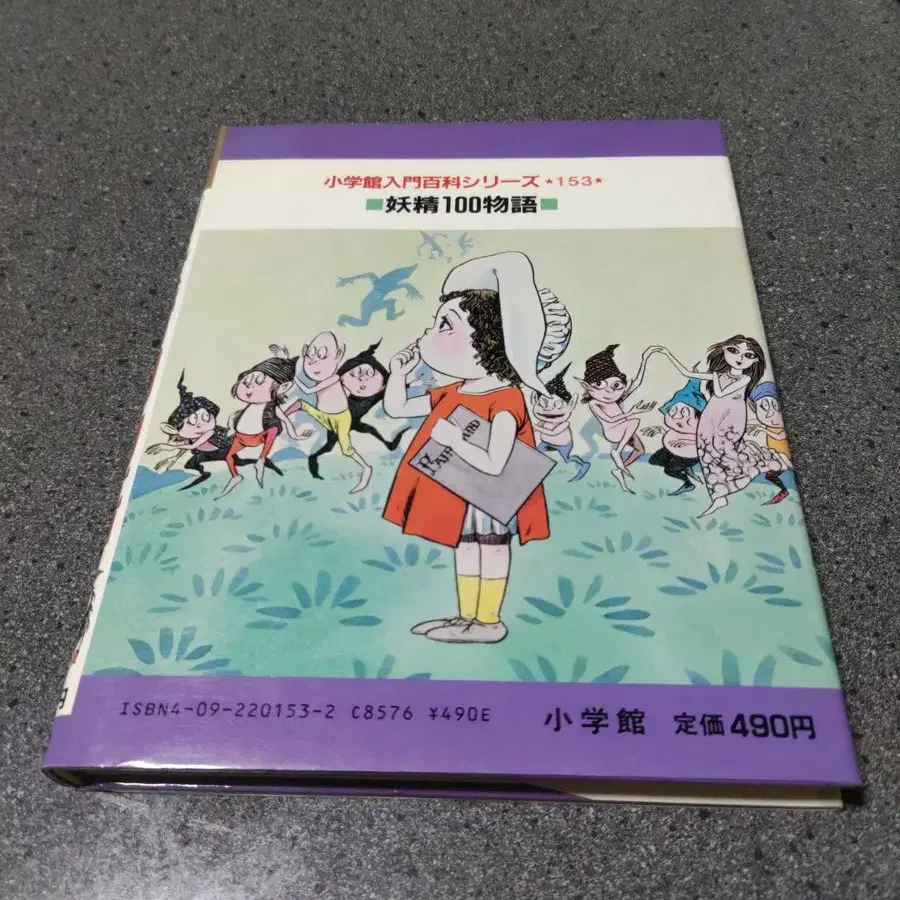 小学館入門百科シリーズ★153★
■妖精100物語■
ISBN4-09-220153-2 C8576 ¥490E
小学館 定価490円
円